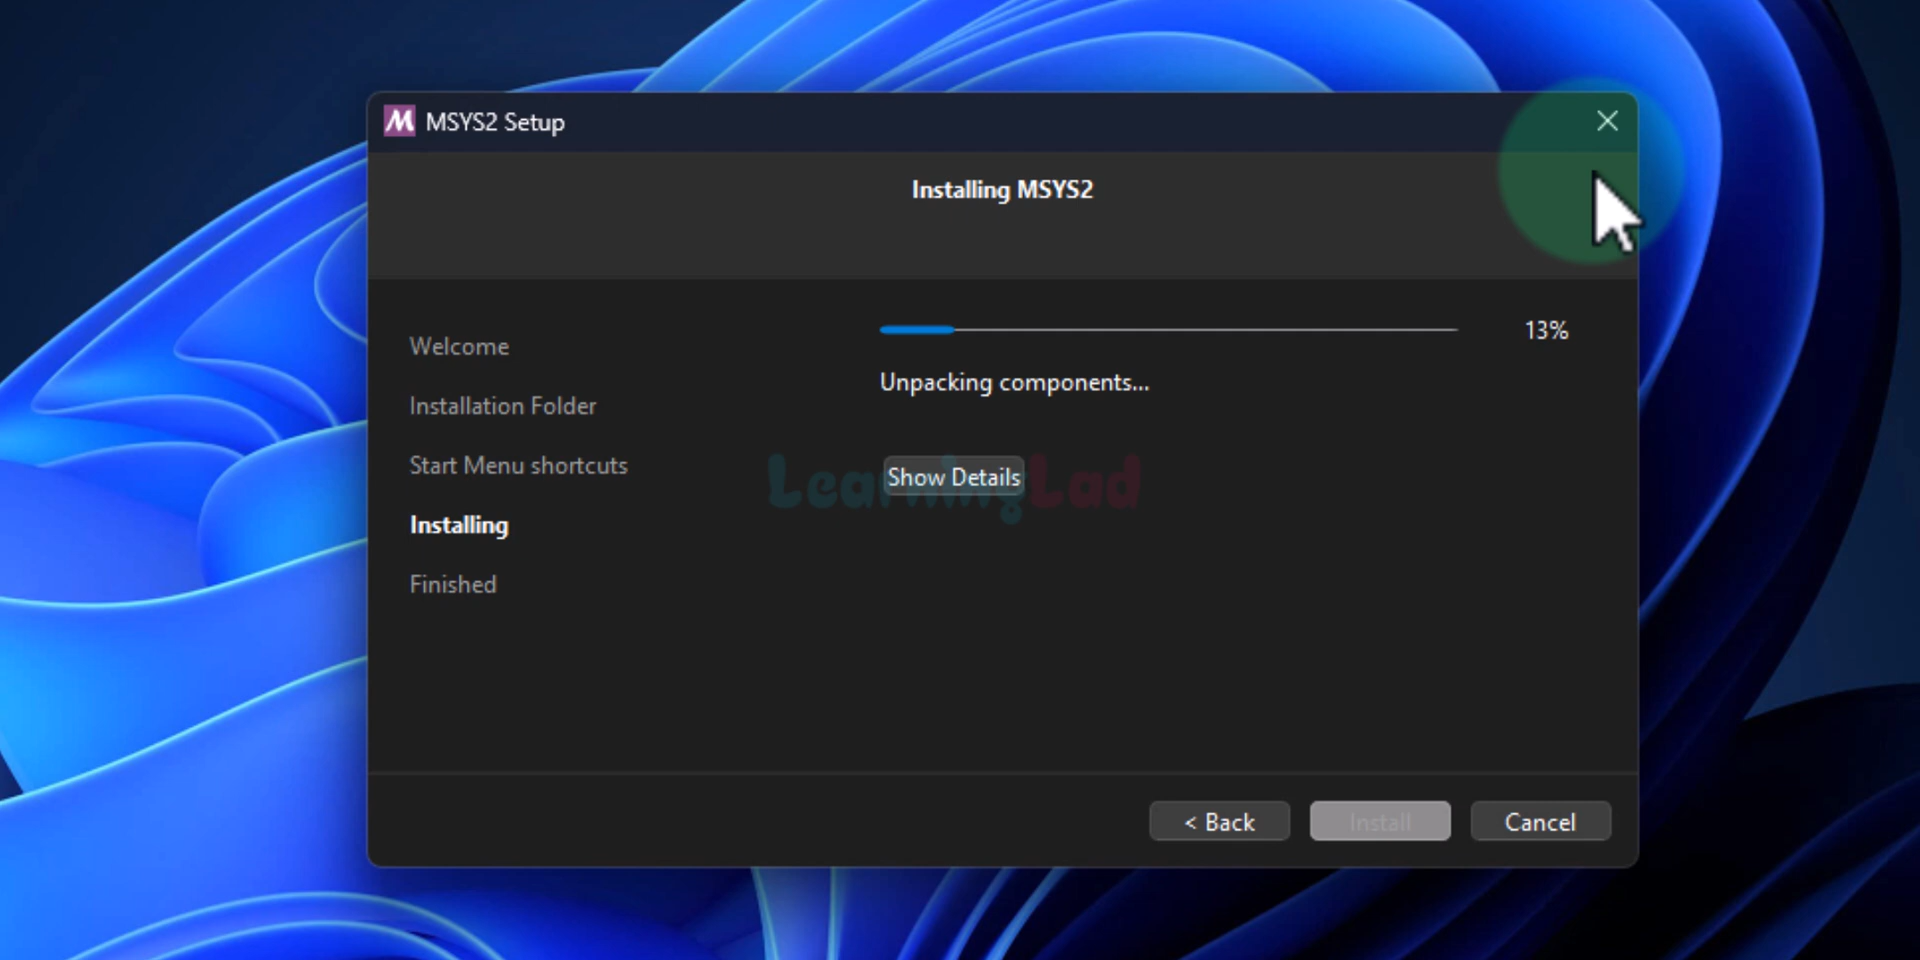 MSYS2 Setup
Installing MSYS2
Welcome
Installation Folder
Start Menu shortcuts
Installing
Finished
13%
Unpacking components...
Show Details
LearningLad
< Back
Install
Cancel